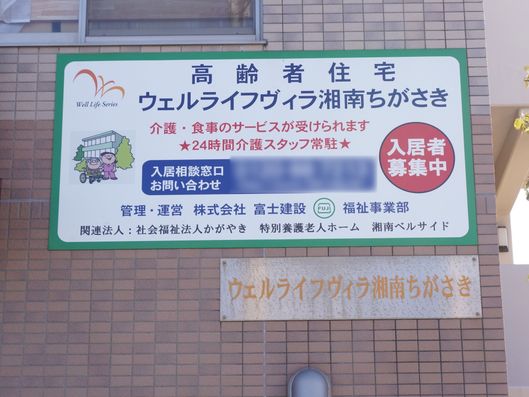 Well Life Series
高齢者住宅
ウェルライフヴィラ湘南ちがさき
介護・食事のサービスが受けられます
★24時間介護スタッフ常駐★
入居相談窓口
お問い合わせ
入居者
募集中
管理・運営 株式会社 富士建設 FUJI 福祉事業部
関連法人：社会福祉法人かがやき 特別養護老人ホーム 湘南ベルサイド
ウェルライフヴィラ湘南ちがさき